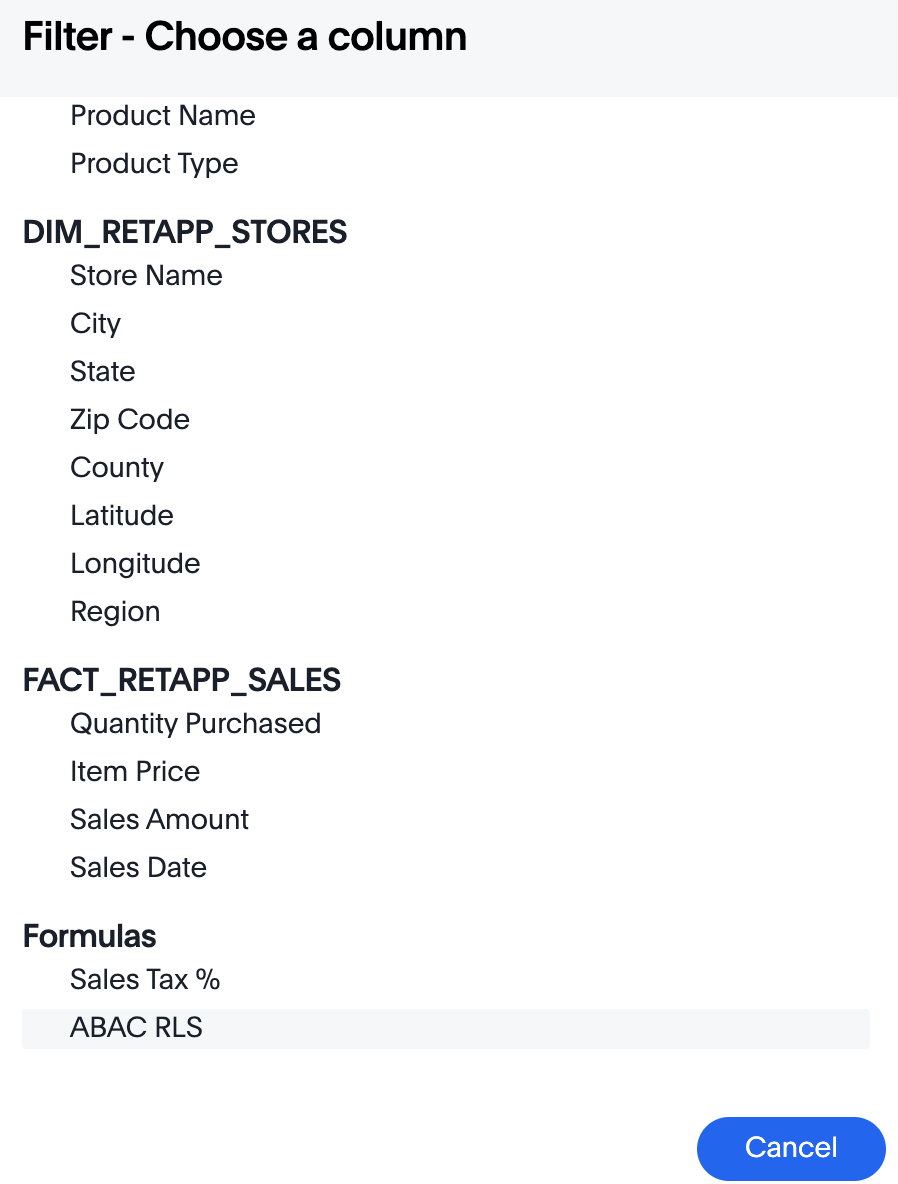 Filter - Choose a column
Product Name
Product Type
DIM_RETAPP_STORES
Store Name
City
State
Zip Code
County
Latitude
Longitude
Region
FACT_RETAPP_SALES
Quantity Purchased
Item Price
Sales Amount
Sales Date
Formulas
Sales Tax %
ABAC RLS
Cancel